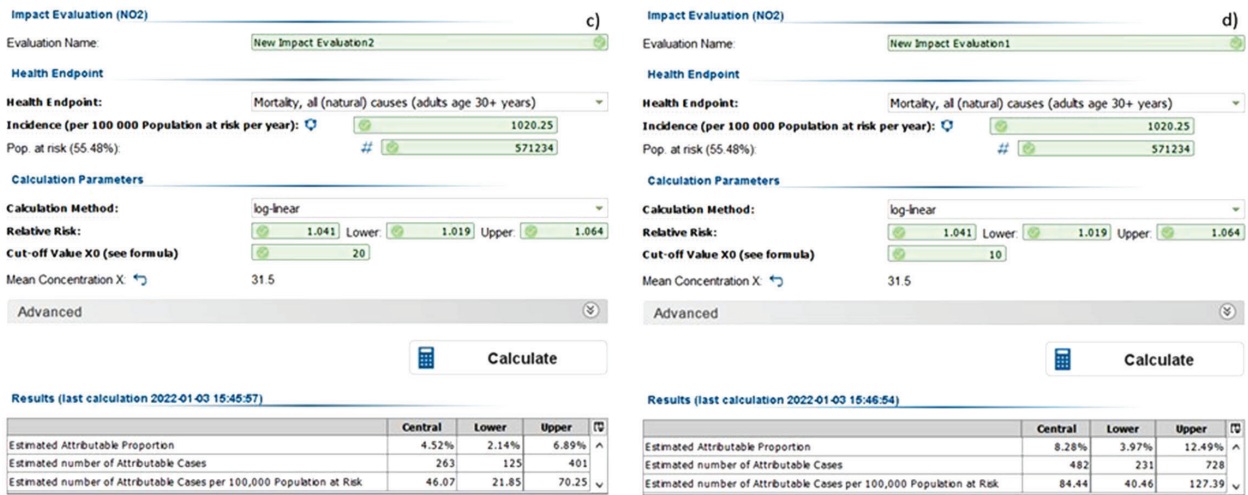 Impact Evaluation (NO2)
c)
Evaluation Name: New Impact Evaluation2
Health Endpoint
Health Endpoint: Mortality, all (natural) causes (adults age 30+ years)
Incidence (per 100 000 Population at risk per year): 1020.25
Pop. at risk (55.48%): # 571234
Calculation Parameters
Calculation Method: log-linear
Relative Risk: 1.041 Lower: 1.019 Upper: 1.064
Cut-off Value X0 (see formula) 20
Mean Concentration X: 31.5
Advanced
Calculate
Results (last calculation 2022-01-03 15:45:57)
Central Lower Upper
Estimated Attributable Proportion 4.52% 2.14% 6.89%
Estimated number of Attributable Cases 263 125 401
Estimated number of Attributable Cases per 100,000 Population at Risk 46.07 21.85 70.25
Impact Evaluation (NO2)
d)
Evaluation Name: New Impact Evaluation1
Health Endpoint
Health Endpoint: Mortality, all (natural) causes (adults age 30+ years)
Incidence (per 100 000 Population at risk per year): 1020.25
Pop. at risk (55.48%): # 571234
Calculation Parameters
Calculation Method: log-linear
Relative Risk: 1.041 Lower: 1.019 Upper: 1.064
Cut-off Value X0 (see formula) 10
Mean Concentration X: 31.5
Advanced
Calculate
Results (last calculation 2022-01-03 15:46:54)
Central Lower Upper
Estimated Attributable Proportion 8.28% 3.97% 12.49%
Estimated number of Attributable Cases 482 231 728
Estimated number of Attributable Cases per 100,000 Population at Risk 84.44 40.46 127.39